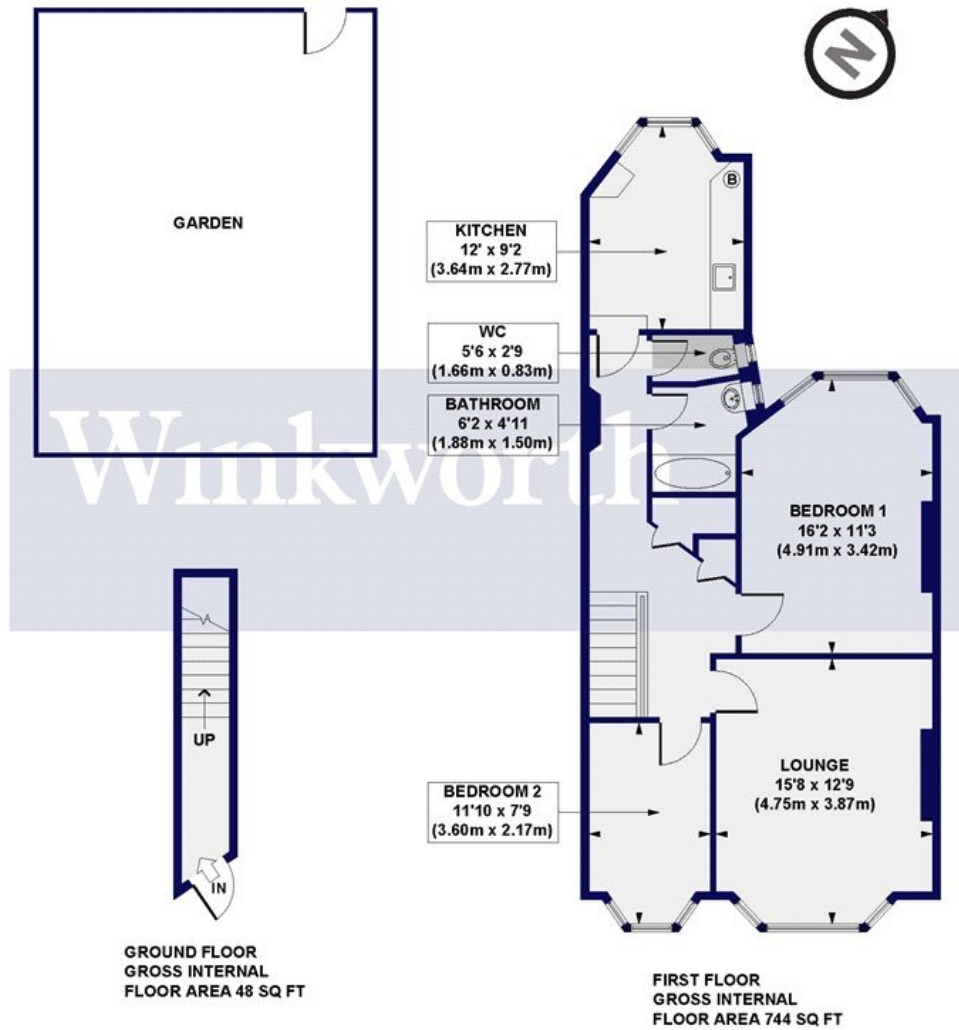 N
GARDEN
B
KITCHEN
12' x 9'2
(3.64m x 2.77m)
WC
5'6 x 2'9
(1.66m x 0.83m)
BATHROOM
6'2 x 4'11
(1.88m x 1.50m)
Winkworth
BEDROOM 1
16'2 x 11'3
(4.91m x 3.42m)
UP
IN
LOUNGE
15'8 x 12'9
(4.75m x 3.87m)
BEDROOM 2
11'10 x 7'9
(3.60m x 2.17m)
GROUND FLOOR
GROSS INTERNAL
FLOOR AREA 48 SQ FT
FIRST FLOOR
GROSS INTERNAL
FLOOR AREA 744 SQ FT